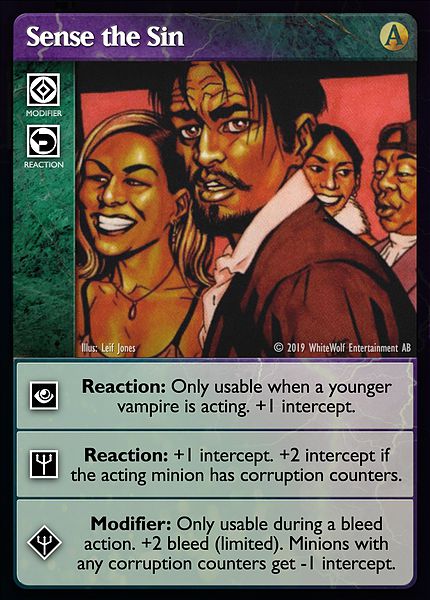 Sense the Sin
A
MODIFIER
REACTION
Illus: Leif Jones
© 2019 WhiteWolf Entertainment AB
Reaction: Only usable when a younger
vampire is acting. +1 intercept.
Reaction: +1 intercept. +2 intercept if
the acting minion has corruption counters.
Modifier: Only usable during a bleed
action. +2 bleed (limited). Minions with
any corruption counters get -1 intercept.